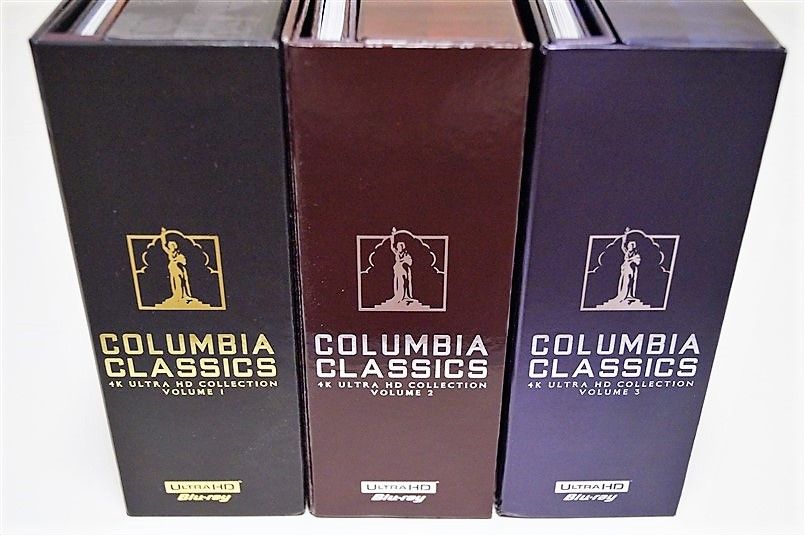 COLUMBIA
CLASSICS
4K ULTRA HD COLLECTION
VOLUME 1
ULTRA HD
Blu-ray
COLUMBIA
CLASSICS
4K ULTRA HD COLLECTION
VOLUME 2
ULTRA HD
Blu-ray
COLUMBIA
CLASSICS
4K ULTRA HD COLLECTION
VOLUME 3
ULTRA HD
Blu-ray